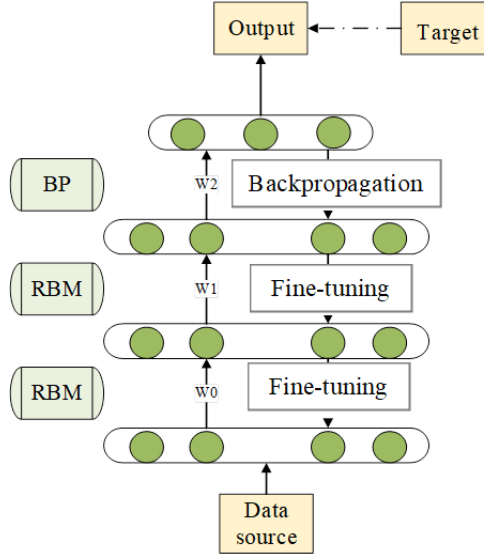 Output
Target
BP
W2
Backpropagation
RBM
W1
Fine-tuning
RBM
W0
Fine-tuning
Data
source